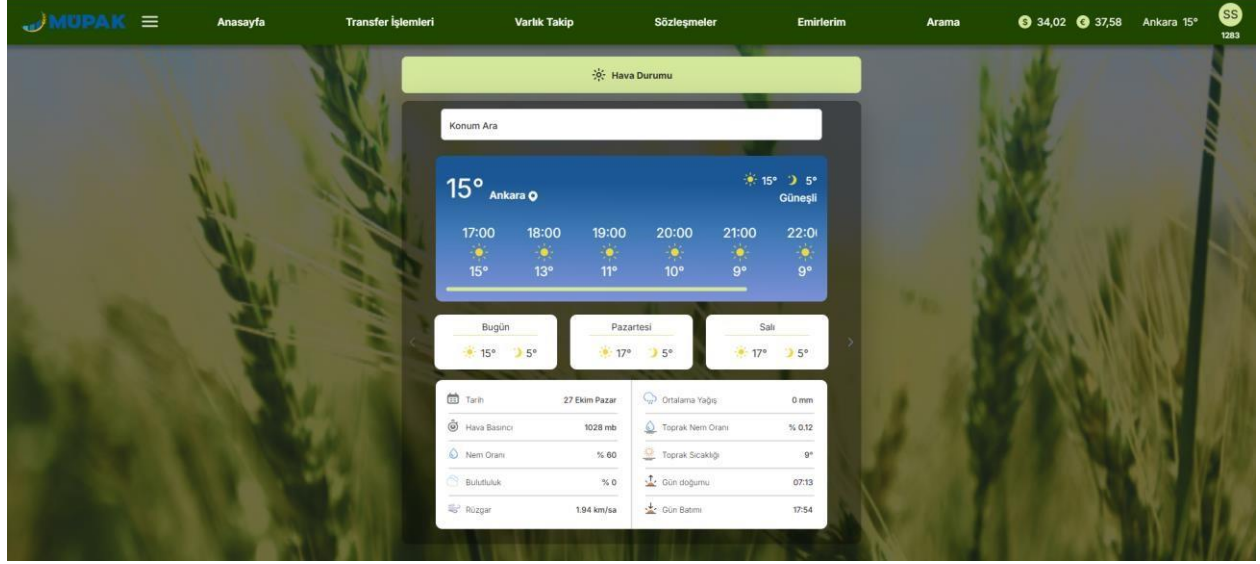 MÜPAK Anasayfa Transfer İşlemleri Varlık Takip Sözleşmeler Emirlerim Arama $ 34,02 € 37,58 Ankara 15° SS
1283
Hava Durumu
Konum Ara
15° Ankara 15° 5°
Güneşli
17:00 18:00 19:00 20:00 21:00 22:0
15° 13° 11° 10° 9° 9°
Bugün Pazartesi Salı
15° 5° 17° 5° 17° 5°
Tarih 27 Ekim Pazar Ortalama Yağış 0 mm
Hava Basıncı 1028 mb Toprak Nem Oranı % 0.12
Nem Oranı % 60 Toprak Sıcaklığı 9°
Bulutluluk % 0 Gün doğumu 07:13
Rüzgar 1.94 km/sa Gün Batımı 17:54